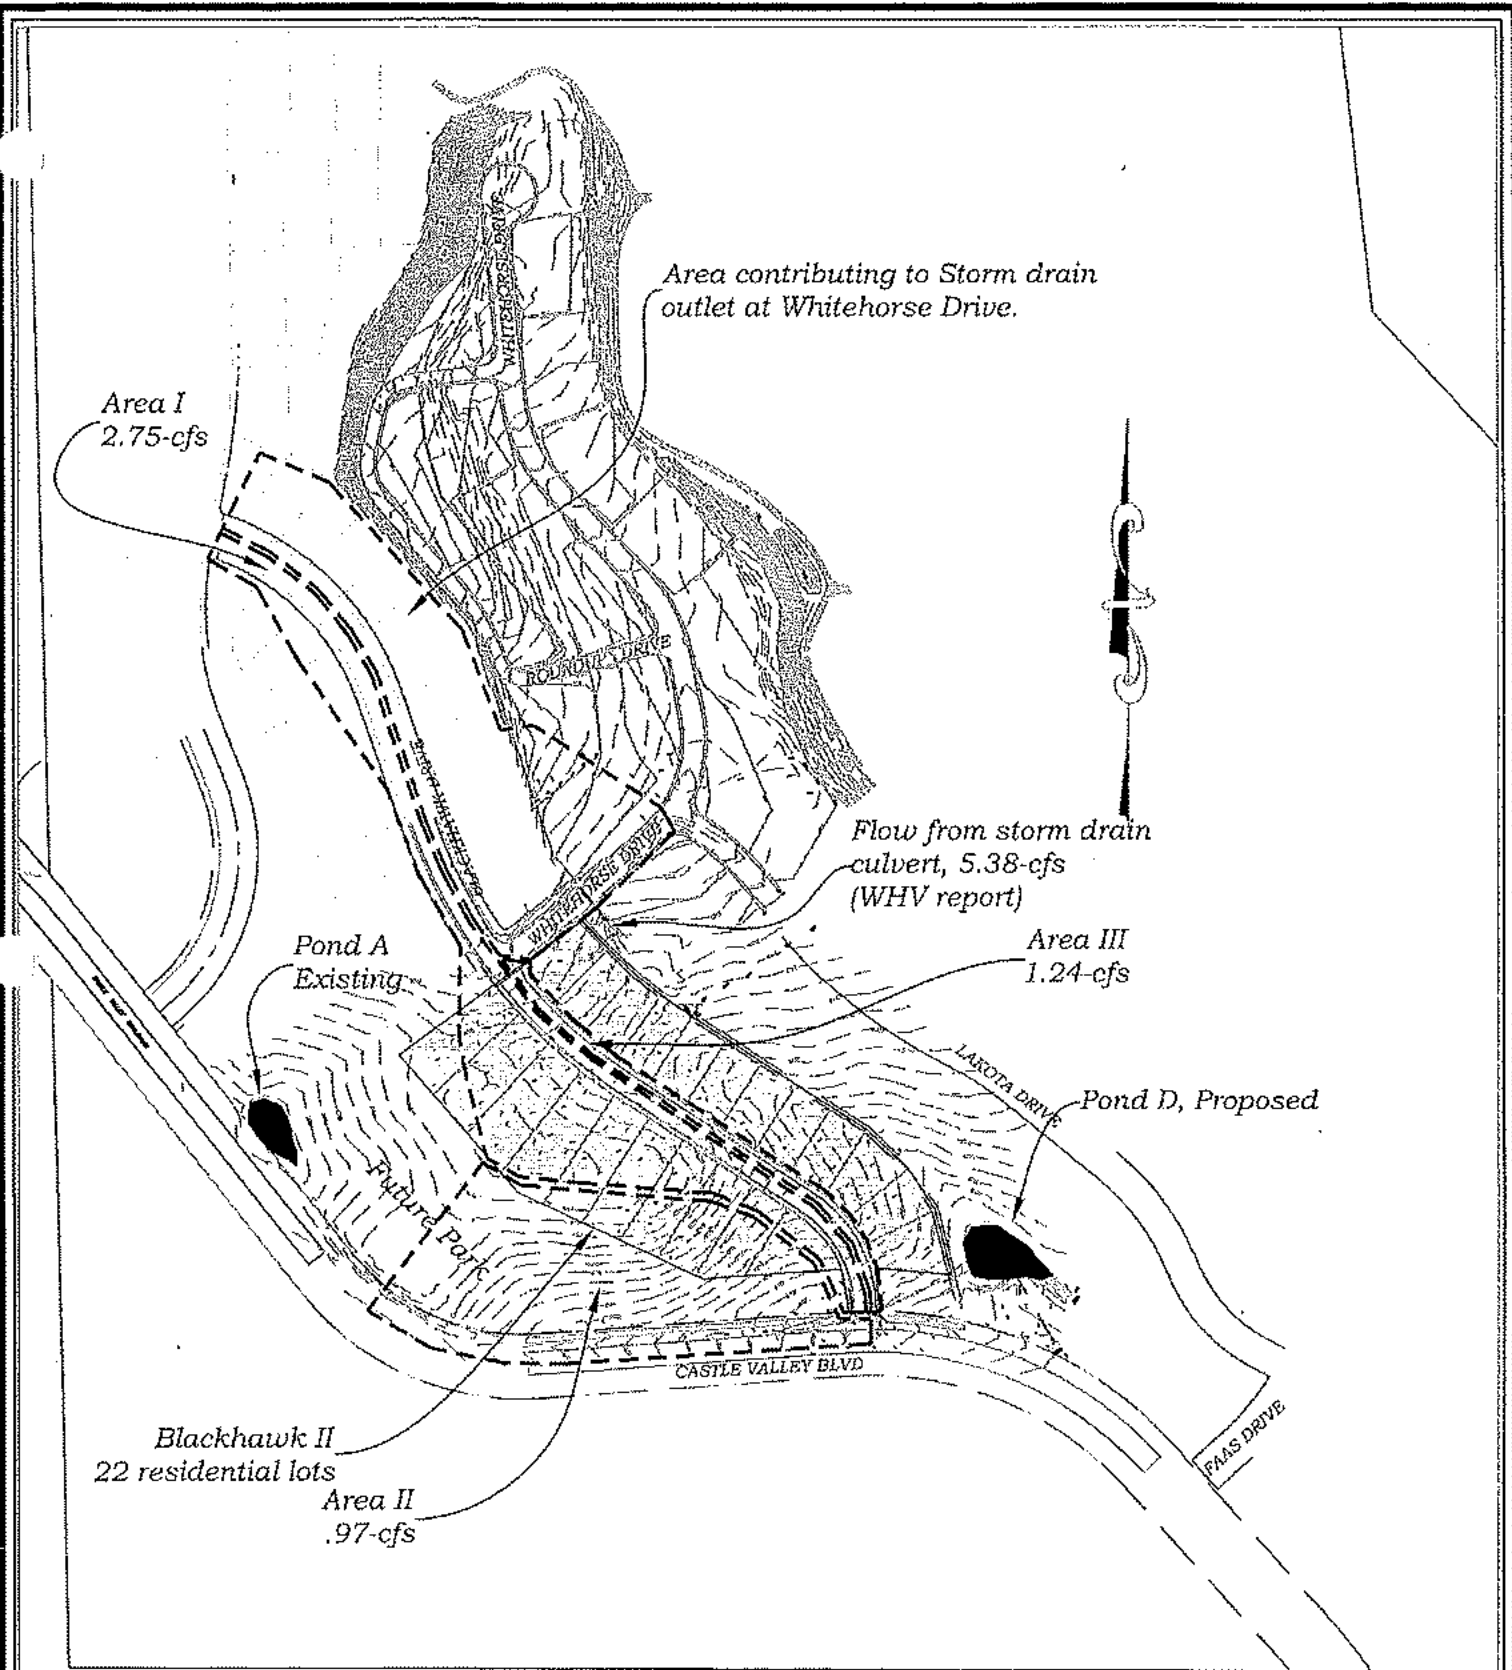 WHITEHORSE DRIVE
Area contributing to Storm drain
outlet at Whitehorse Drive.
Area I
2.75-cfs
ROUNDUP DRIVE
Flow from storm drain
culvert, 5.38-cfs
(WHV report)
WHITEHORSE DRIVE
Area III
1.24-cfs
Pond A
Existing
LAKOTA DRIVE
Pond D, Proposed
Future Park
CASTLE VALLEY BLVD
FAAS DRIVE
Blackhawk II
22 residential lots
Area II
.97-cfs